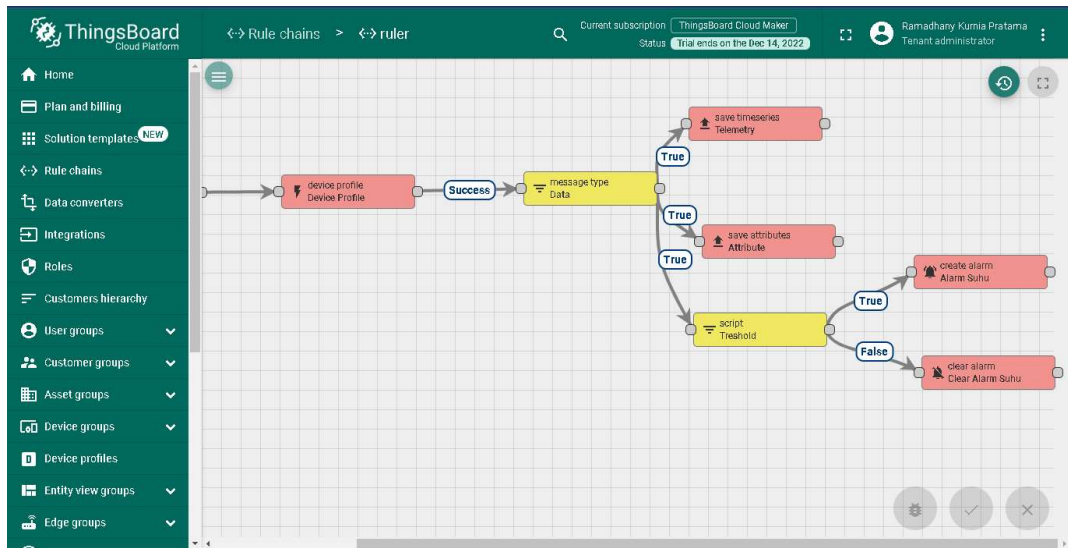 ThingsBoard
Cloud Platform
Rule chains > ruler
Current subscription ThingsBoard Cloud Maker
Status Trial ends on the Dec 14, 2022
Ramadhany Kurnia Pratama
Tenant administrator
Home
Plan and billing
Solution templates NEW
Rule chains
Data converters
Integrations
Roles
Customers hierarchy
User groups
Customer groups
Asset groups
Device groups
Device profiles
Entity view groups
Edge groups
device profile
Device Profile
Success
message type
Data
True
save timeseries
Telemetry
True
save attributes
Attribute
True
script
Treshold
True
create alarm
Alarm Suhu
False
clear alarm
Clear Alarm Suhu